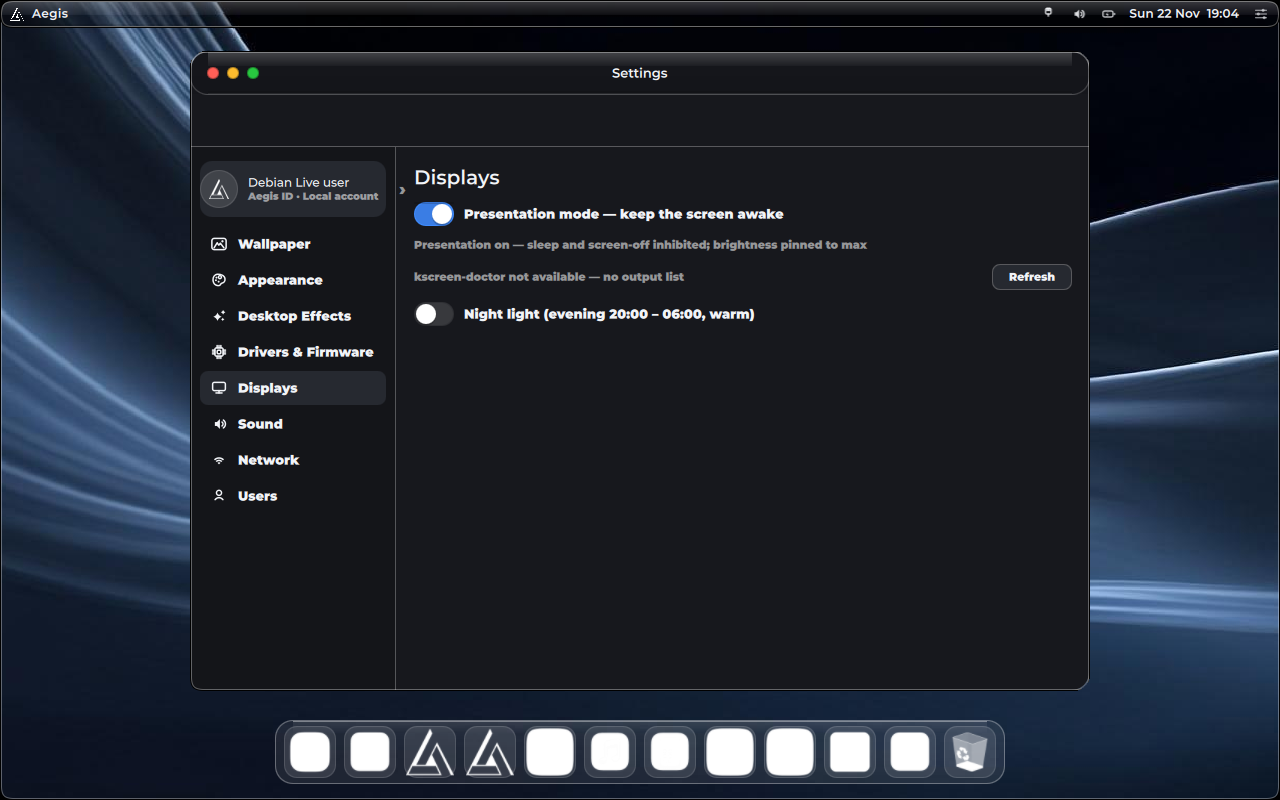 Aegis
Sun 22 Nov 19:04
Settings
Debian Live user
Aegis ID • Local account
Wallpaper
Appearance
Desktop Effects
Drivers & Firmware
Displays
Sound
Network
Users
Displays
Presentation mode — keep the screen awake
Presentation on — sleep and screen-off inhibited; brightness pinned to max
kscreen-doctor not available — no output list
Refresh
Night light (evening 20:00 – 06:00, warm)